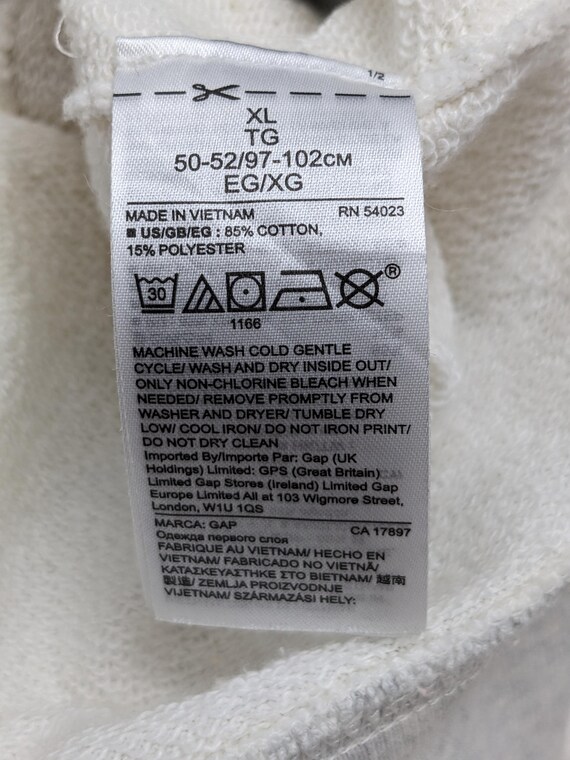 1/2
XL
TG
50-52/97-102CM
EG/XG
MADE IN VIETNAM RN 54023
■ US/GB/EG : 85% COTTON,
15% POLYESTER
30 ®
1166
MACHINE WASH COLD GENTLE
CYCLE/ WASH AND DRY INSIDE OUT/
ONLY NON-CHLORINE BLEACH WHEN
NEEDED/ REMOVE PROMPTLY FROM
WASHER AND DRYER/ TUMBLE DRY
LOW/ COOL IRON/ DO NOT IRON PRINT/
DO NOT DRY CLEAN
Imported By/Importe Par: Gap (UK
Holdings) Limited: GPS (Great Britain)
Limited Gap Stores (Ireland) Limited Gap
Europe Limited All at 103 Wigmore Street,
London, W1U 1QS
MARCA: GAP CA 17897
Одежда первого слоя
FABRIQUE AU VIETNAM/ HECHO EN
VIETNAM/ FABRICADO NO VIETNÃ/
ΚΑΤΑΣΚΕΥΑΣΤΗΚΕ ΣΤΟ ΒΙΕΤΝΑΜ/ 越南
製造/ ZEMLJA PROIZVODNJE
VIJETNAM/ SZÁRMAZÁSI HELY: